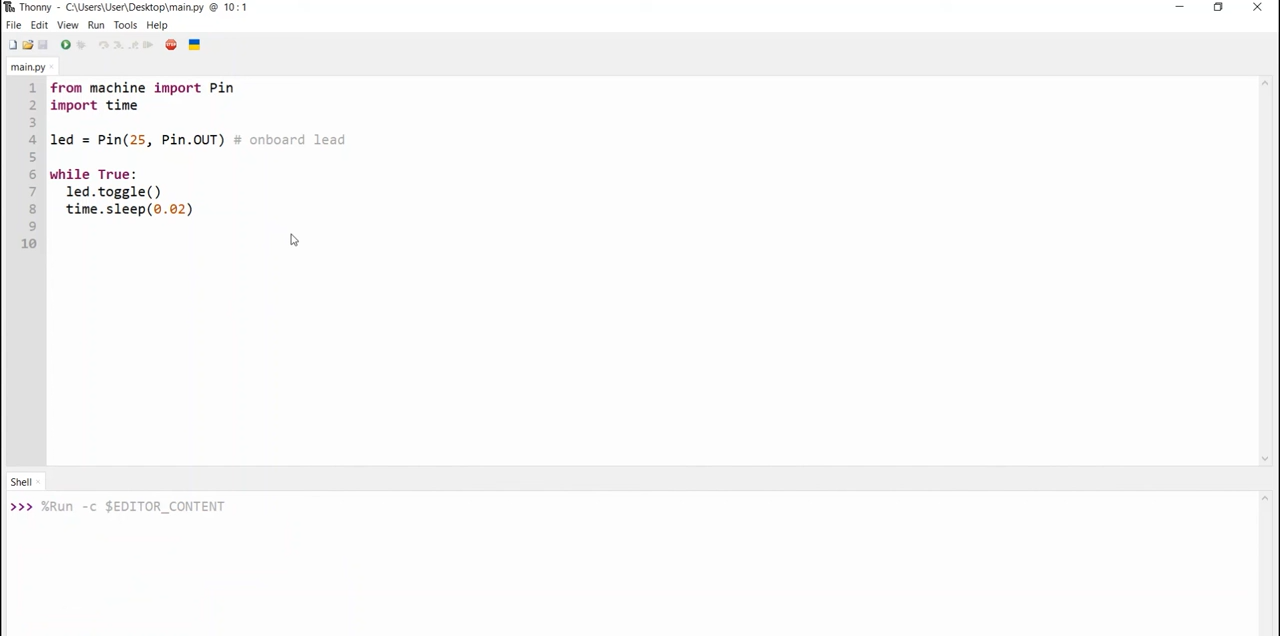 Thonny - C:\Users\User\Desktop\main.py @ 10 : 1
File Edit View Run Tools Help
main.py
1 from machine import Pin
2 import time
3
4 led = Pin(25, Pin.OUT) # onboard lead
5
6 while True:
7 led.toggle()
8 time.sleep(0.02)
9
10
Shell
>>> %Run -c $EDITOR_CONTENT